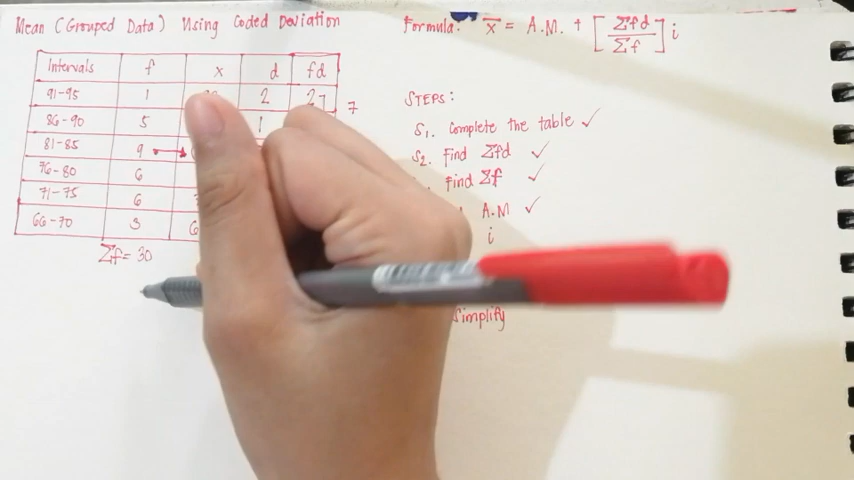 Mean (Grouped Data) Using Coded Deviation
Formula: x̄ = A.M. + [Σfd / Σf] i
Intervals f x d fd
91-95 1 2 2
86-90 5 1
81-85 9
76-80 6
71-75 6
66-70 3 6
Σf = 30
7
STEPS:
S1. Complete the table ✓
S2. Find Σfd ✓
Find Σf ✓
A.M ✓
i
Simplify